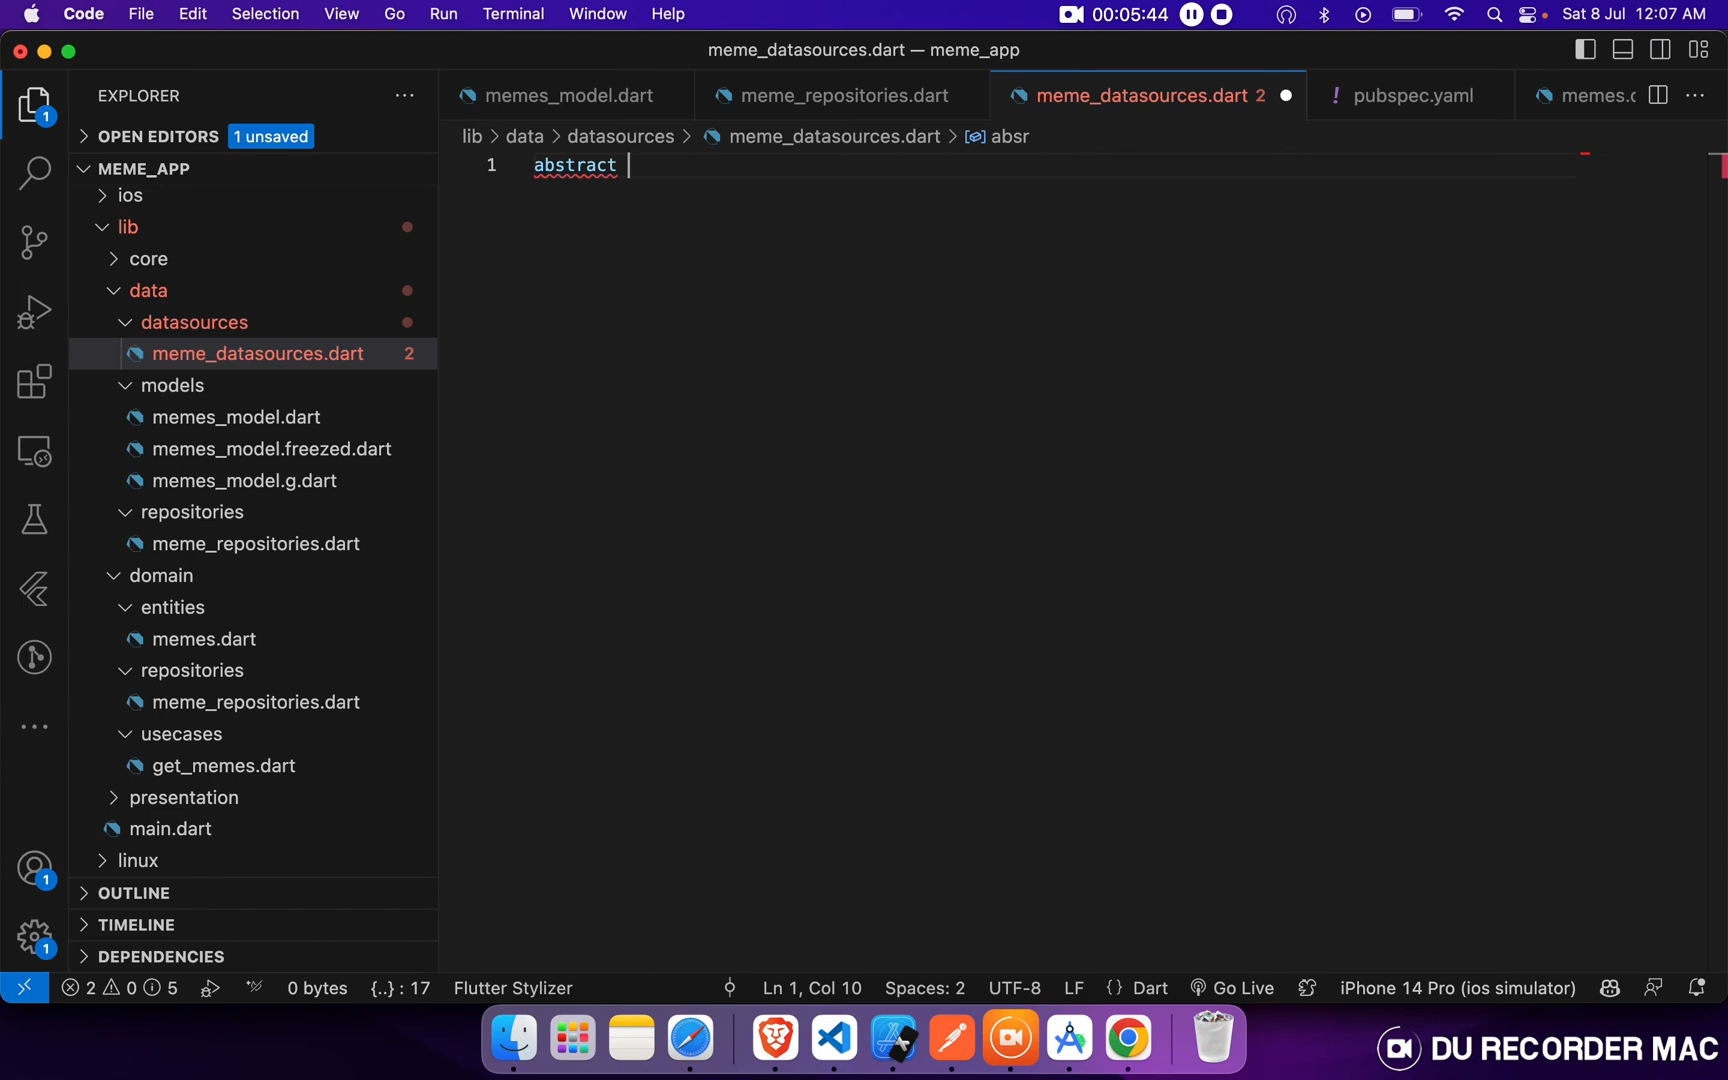 Code File Edit Selection View Go Run Terminal Window Help 00:05:44 Sat 8 Jul 12:07 AM
meme_datasources.dart — meme_app
EXPLORER
memes_model.dart meme_repositories.dart meme_datasources.dart 2 pubspec.yaml memes.c
OPEN EDITORS 1 unsaved
lib > data > datasources > meme_datasources.dart > absr
MEME_APP
1 abstract
ios
lib
core
data
datasources
meme_datasources.dart 2
models
memes_model.dart
memes_model.freezed.dart
memes_model.g.dart
repositories
meme_repositories.dart
domain
entities
memes.dart
repositories
meme_repositories.dart
usecases
get_memes.dart
presentation
main.dart
linux
OUTLINE
TIMELINE
DEPENDENCIES
1
1
1
2 0 5 0 bytes {..} : 17 Flutter Stylizer Ln 1, Col 10 Spaces: 2 UTF-8 LF {} Dart Go Live iPhone 14 Pro (ios simulator)
DU RECORDER MAC